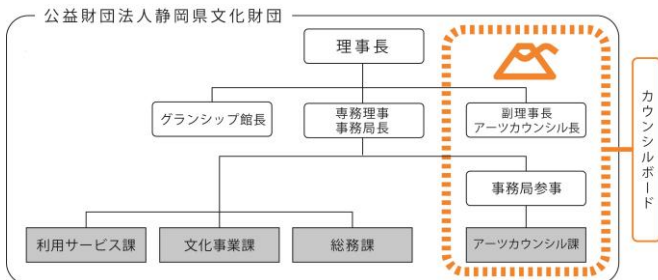 公益財団法人静岡県文化財団
理事長
グランシップ館長
専務理事
事務局長
副理事長
アーツカウンシル長
カウンシルボード
事務局参事
利用サービス課
文化事業課
総務課
アーツカウンシル課